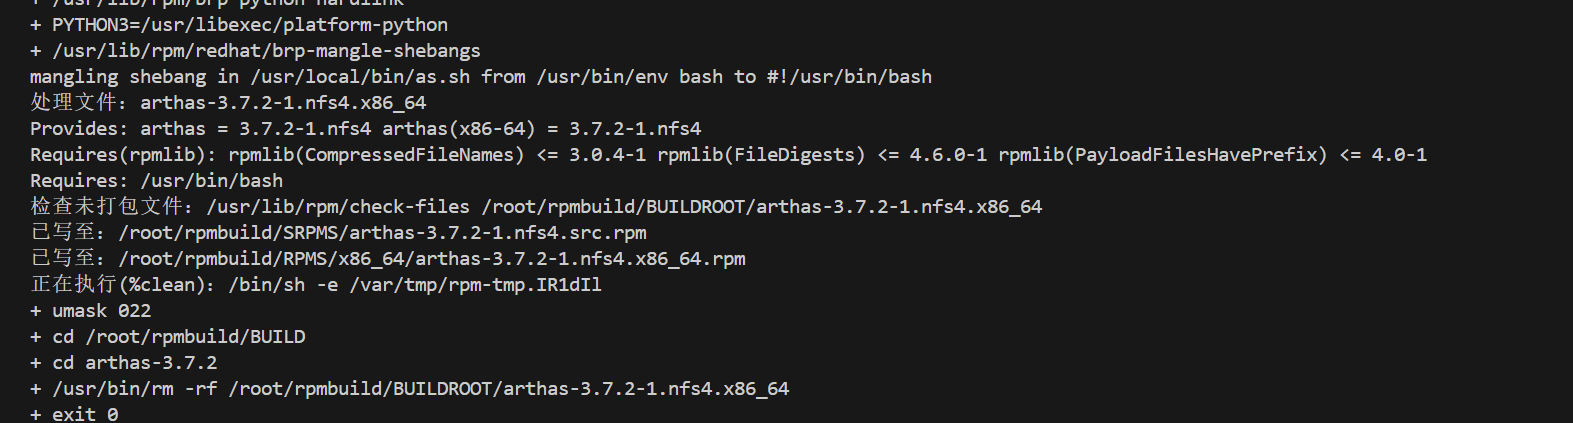 + /usr/lib/rpm/brp-python-hardlink
+ PYTHON3=/usr/libexec/platform-python
+ /usr/lib/rpm/redhat/brp-mangle-shebangs
mangling shebang in /usr/local/bin/as.sh from /usr/bin/env bash to #!/usr/bin/bash
处理文件：arthas-3.7.2-1.nfs4.x86_64
Provides: arthas = 3.7.2-1.nfs4 arthas(x86-64) = 3.7.2-1.nfs4
Requires(rpmlib): rpmlib(CompressedFileNames) <= 3.0.4-1 rpmlib(FileDigests) <= 4.6.0-1 rpmlib(PayloadFilesHavePrefix) <= 4.0-1
Requires: /usr/bin/bash
检查未打包文件：/usr/lib/rpm/check-files /root/rpmbuild/BUILDROOT/arthas-3.7.2-1.nfs4.x86_64
已写至：/root/rpmbuild/SRPMS/arthas-3.7.2-1.nfs4.src.rpm
已写至：/root/rpmbuild/RPMS/x86_64/arthas-3.7.2-1.nfs4.x86_64.rpm
正在执行(%clean)：/bin/sh -e /var/tmp/rpm-tmp.IR1dIl
+ umask 022
+ cd /root/rpmbuild/BUILD
+ cd arthas-3.7.2
+ /usr/bin/rm -rf /root/rpmbuild/BUILDROOT/arthas-3.7.2-1.nfs4.x86_64
+ exit 0